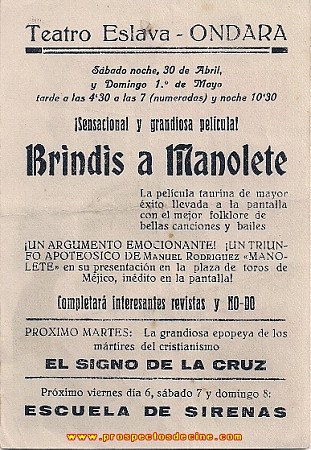 Teatro Eslava - ONDARA
Sábado noche, 30 de Abril,
y Domingo 1.º de Mayo
tarde a las 4'30 a las 7 (numeradas) y noche 10'30
¡Sensacional y grandiosa película!
Brindis a Manolete
La película taurina de mayor
éxito llevada a la pantalla
con el mejor folklore de
bellas canciones y bailes
¡UN ARGUMENTO EMOCIONANTE! ¡UN TRIUN-
FO APOTEOSICO DE MANUEL RODRIGUEZ «MANO-
LETE» en su presentación en la plaza de toros de
Méjico, inédito en la pantalla!
Completará interesantes revistas y NO-DO
PROXIMO MARTES: La grandiosa epopeya de los
mártires del cristianismo
EL SIGNO DE LA CRUZ
Próximo viernes día 6, sábado 7 y domingo 8:
ESCUELA DE SIRENAS
www.prospectosdecine.com